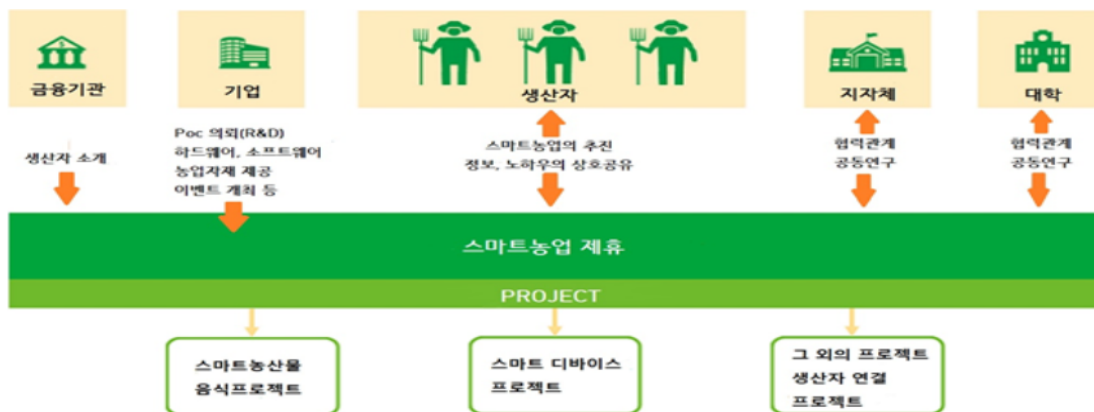 금융기관
기업
생산자
지자체
대학
생산자 소개
Poc 의뢰(R&D)
하드웨어, 소프트웨어
농업자재 제공
이벤트 개최 등
스마트농업의 추진
정보, 노하우의 상호공유
협력관계
공동연구
협력관계
공동연구
스마트농업 제휴
PROJECT
스마트농산물
음식프로젝트
스마트 디바이스
프로젝트
그 외의 프로젝트
생산자 연결
프로젝트